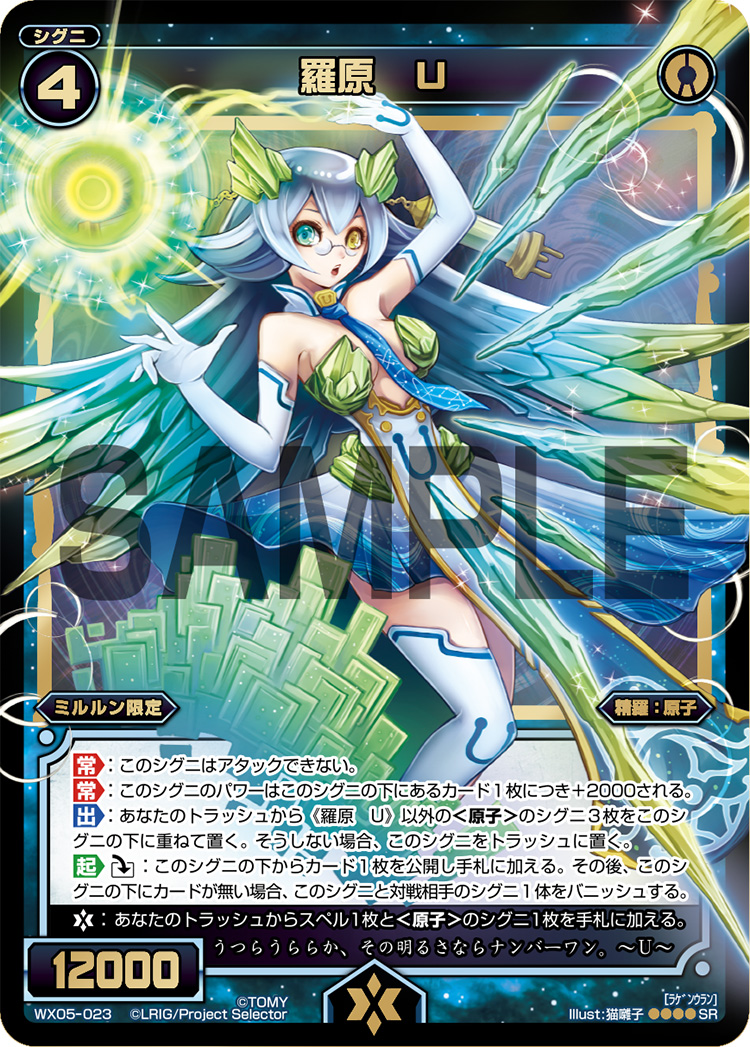 シグニ
4
羅原　U
SAMPLE
ミルルン限定
精羅：原子
常：このシグニはアタックできない。
常：このシグニのパワーはこのシグニの下にあるカード1枚につき＋2000される。
出：あなたのトラッシュから《羅原　U》以外の＜原子＞のシグニ3枚をこのシ
グニの下に重ねて置く。そうしない場合、このシグニをトラッシュに置く。
起 ：このシグニの下からカード1枚を公開し手札に加える。その後、このシ
グニの下にカードが無い場合、このシグニと対戦相手のシグニ1体をバニッシュする。
：あなたのトラッシュからスペル1枚と＜原子＞のシグニ1枚を手札に加える。
うつらうららか、その明るさならナンバーワン。～U～
12000
[ラゲンウラン]
©TOMY
WX05-023 ©LRIG/Project Selector
Illust:猫囃子 SR